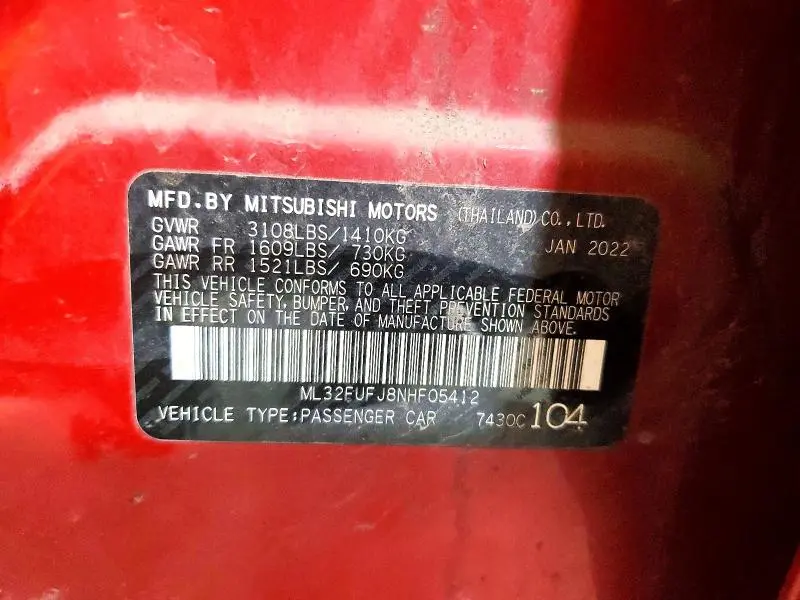 MFD.BY MITSUBISHI MOTORS (THAILAND)CO.,LTD.
GVWR 3108LBS/1410KG JAN 2022
GAWR FR 1609LBS/ 730KG
GAWR RR 1521LBS/ 690KG
THIS VEHICLE CONFORMS TO ALL APPLICABLE FEDERAL MOTOR
VEHICLE SAFETY, BUMPER, AND THEFT PREVENTION STANDARDS
IN EFFECT ON THE DATE OF MANUFACTURE SHOWN ABOVE.
ML32FUFJ8NHF05412
VEHICLE TYPE:PASSENGER CAR 7430C 104